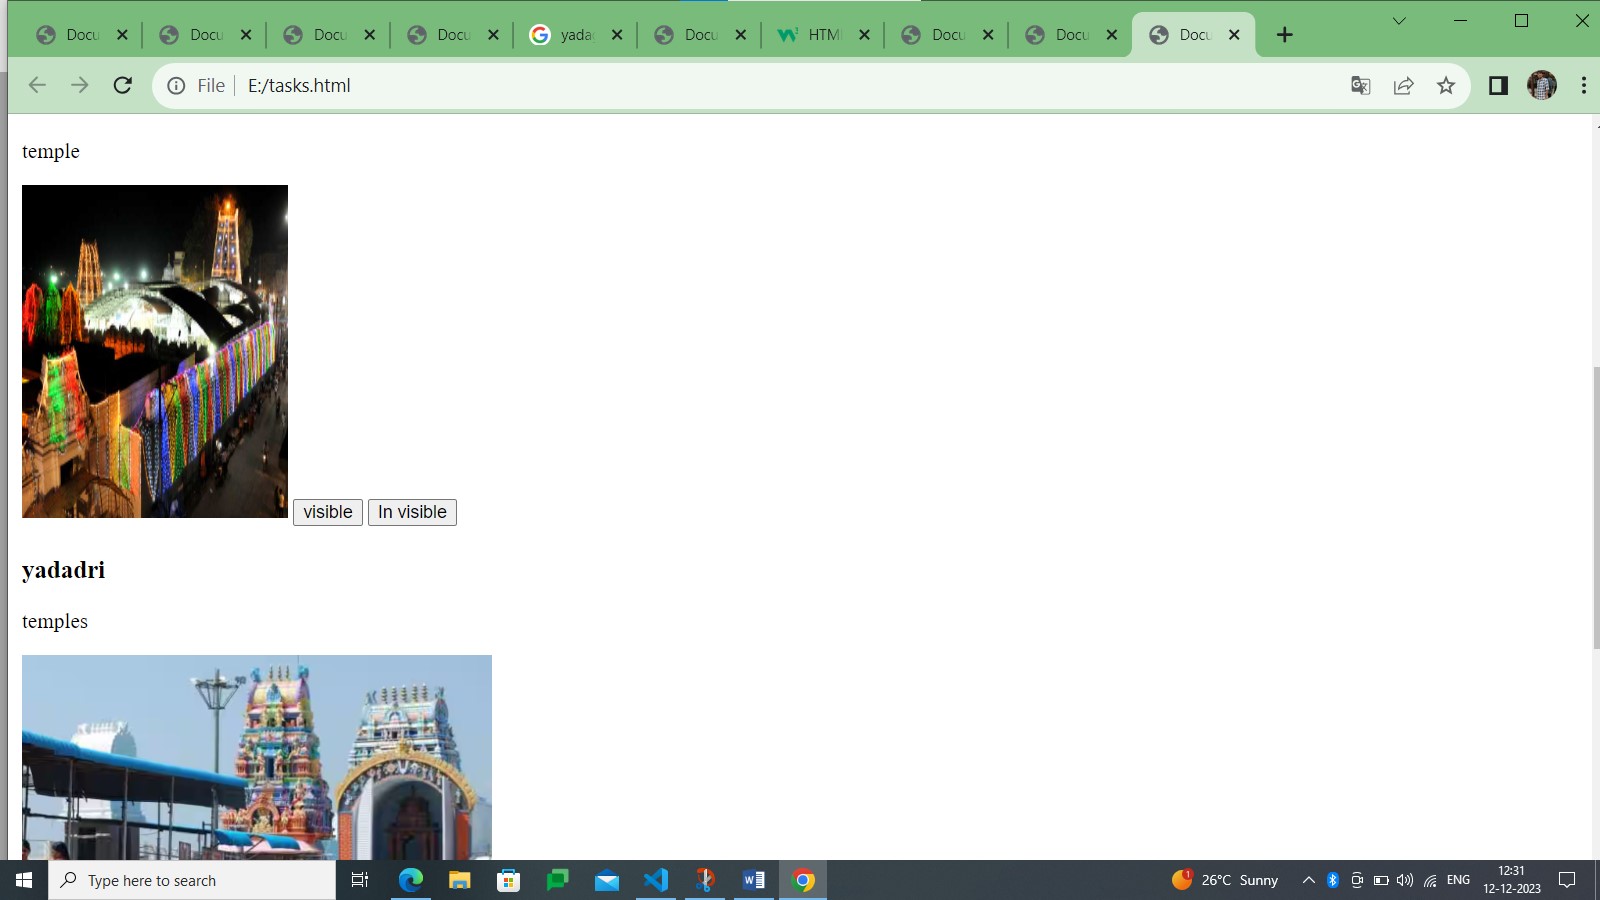 Docu Docu Docu Docu yada Docu HTM Docu Docu Docu
File E:/tasks.html
temple
visible In visible
yadadri
temples
Type here to search
1 26°C Sunny ENG 12:31
12-12-2023